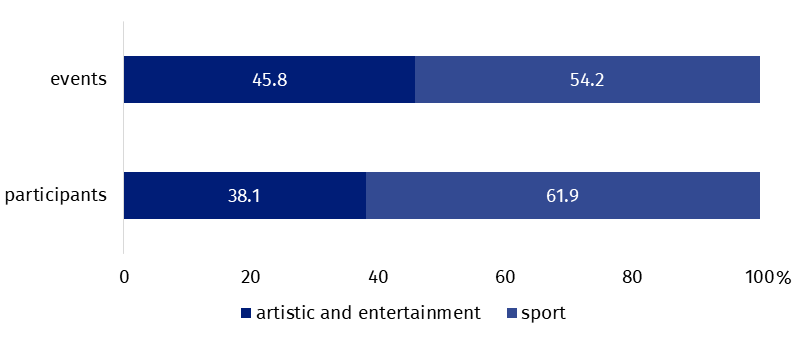 events 45.8 54.2
participants 38.1 61.9
0 20 40 60 80 100%
artistic and entertainment sport